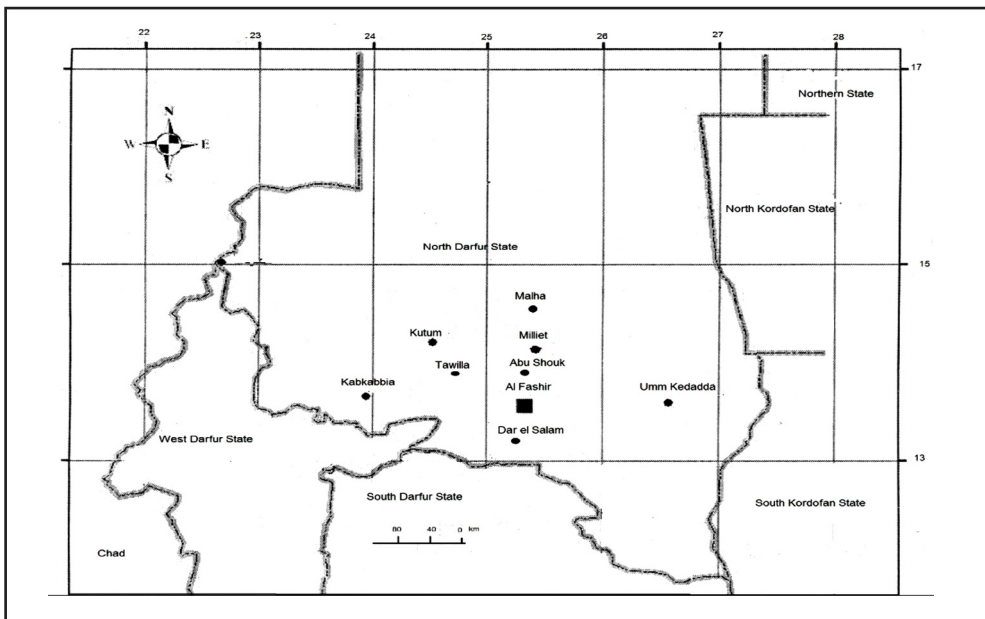 22 23 24 25 26 27 28
17
Northern State
N
W E
S
North Kordofan State
North Darfur State
15
Malha
Kutum
Milliet
Tawilla
Abu Shouk
Kabkabbia
Al Fashir
Umm Kedadda
Dar el Salam
West Darfur State
13
South Darfur State
South Kordofan State
80 40 0 km
Chad